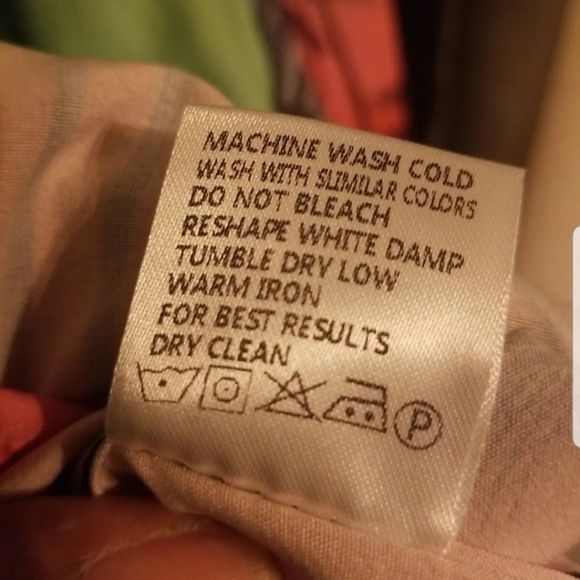 MACHINE WASH COLD
WASH WITH SLIMILAR COLORS
DO NOT BLEACH
RESHAPE WHITE DAMP
TUMBLE DRY LOW
WARM IRON
FOR BEST RESULTS
DRY CLEAN
P